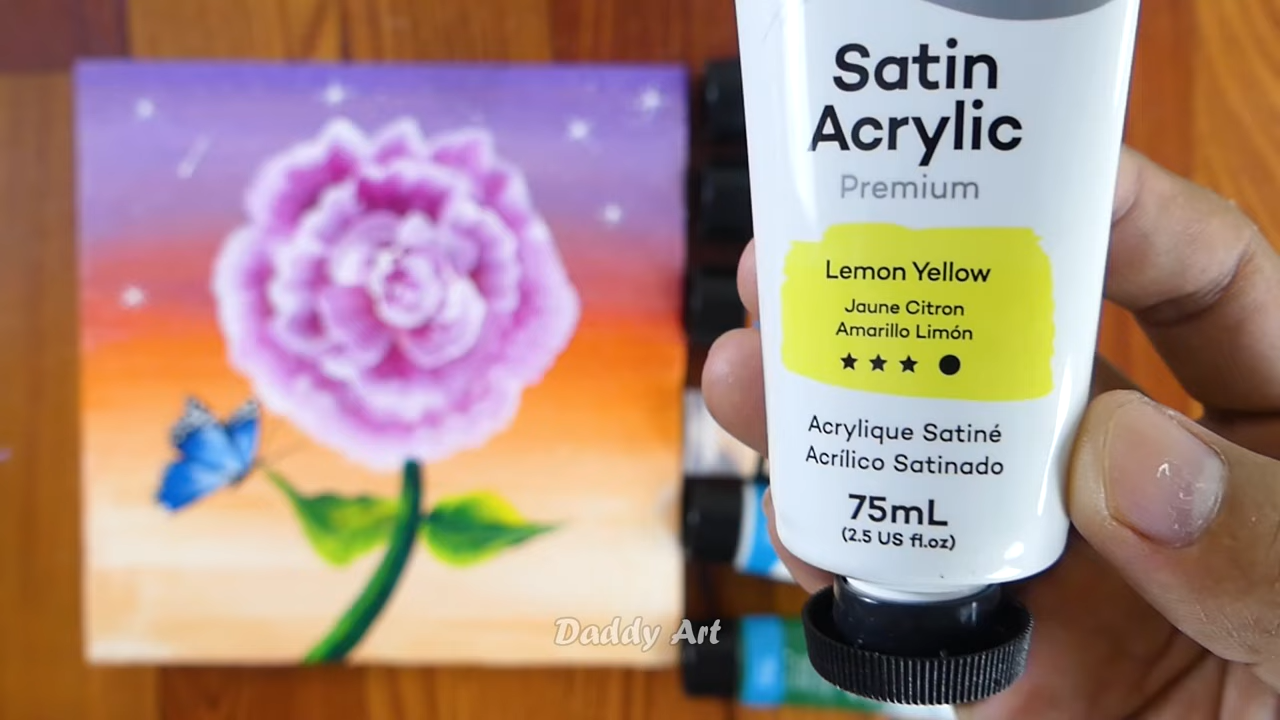 Satin
Acrylic
Premium
Lemon Yellow
Jaune Citron
Amarillo Limón
Acrylique Satiné
Acrílico Satinado
75mL
(2.5 US fl.oz)
Daddy Art